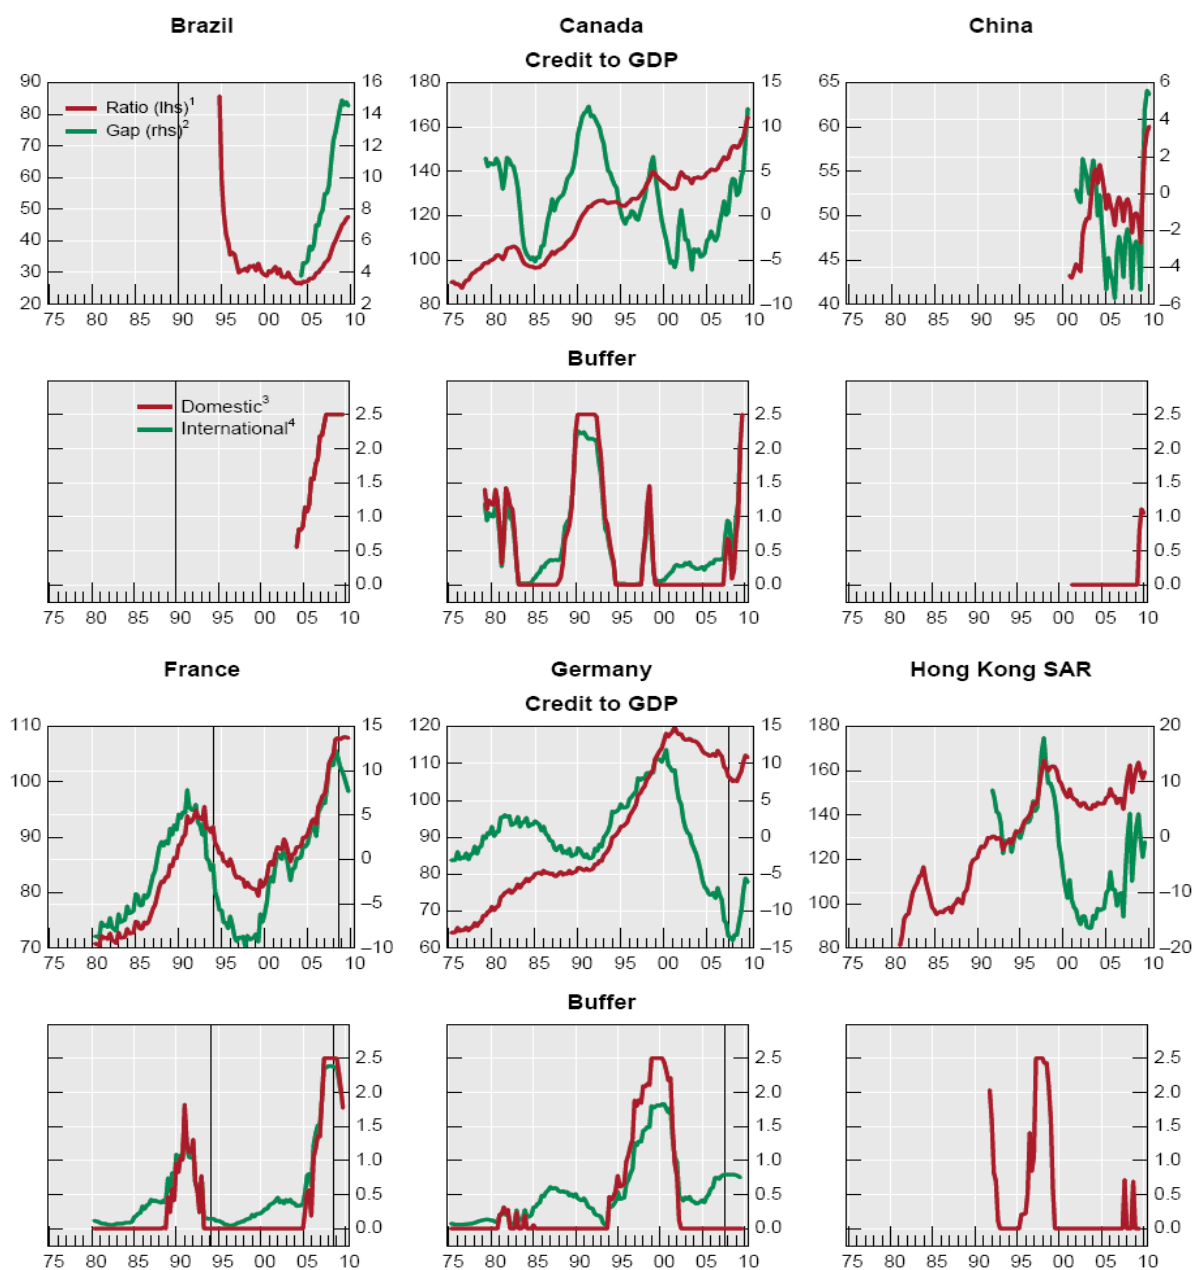 Brazil Canada China
Credit to GDP
90 16 180 15 65 6
Ratio (lhs)1
Gap (rhs)2
80 14 160 10 60 4
70 12 55 2
60 10 140 5 0
50 8 120 0 50 −2
40 6
30 4 100 −5 45 −4
20 2 80 −10 40 −6
75 80 85 90 95 00 05 10 75 80 85 90 95 00 05 10 75 80 85 90 95 00 05 10
Buffer
Domestic3
International4
2.5 2.5 2.5
2.0 2.0 2.0
1.5 1.5 1.5
1.0 1.0 1.0
0.5 0.5 0.5
0.0 0.0 0.0
75 80 85 90 95 00 05 10 75 80 85 90 95 00 05 10 75 80 85 90 95 00 05 10
France Germany Hong Kong SAR
Credit to GDP
110 15 120 15 180 20
100 10 110 10 160 10
5 100 5 140
90 0 90 0 120 0
80 −5 80 −5 100 −10
70 −10
70 −10 60 −15 80 −20
75 80 85 90 95 00 05 10 75 80 85 90 95 00 05 10 75 80 85 90 95 00 05 10
Buffer
2.5 2.5 2.5
2.0 2.0 2.0
1.5 1.5 1.5
1.0 1.0 1.0
0.5 0.5 0.5
0.0 0.0 0.0
75 80 85 90 95 00 05 10 75 80 85 90 95 00 05 10 75 80 85 90 95 00 05 10